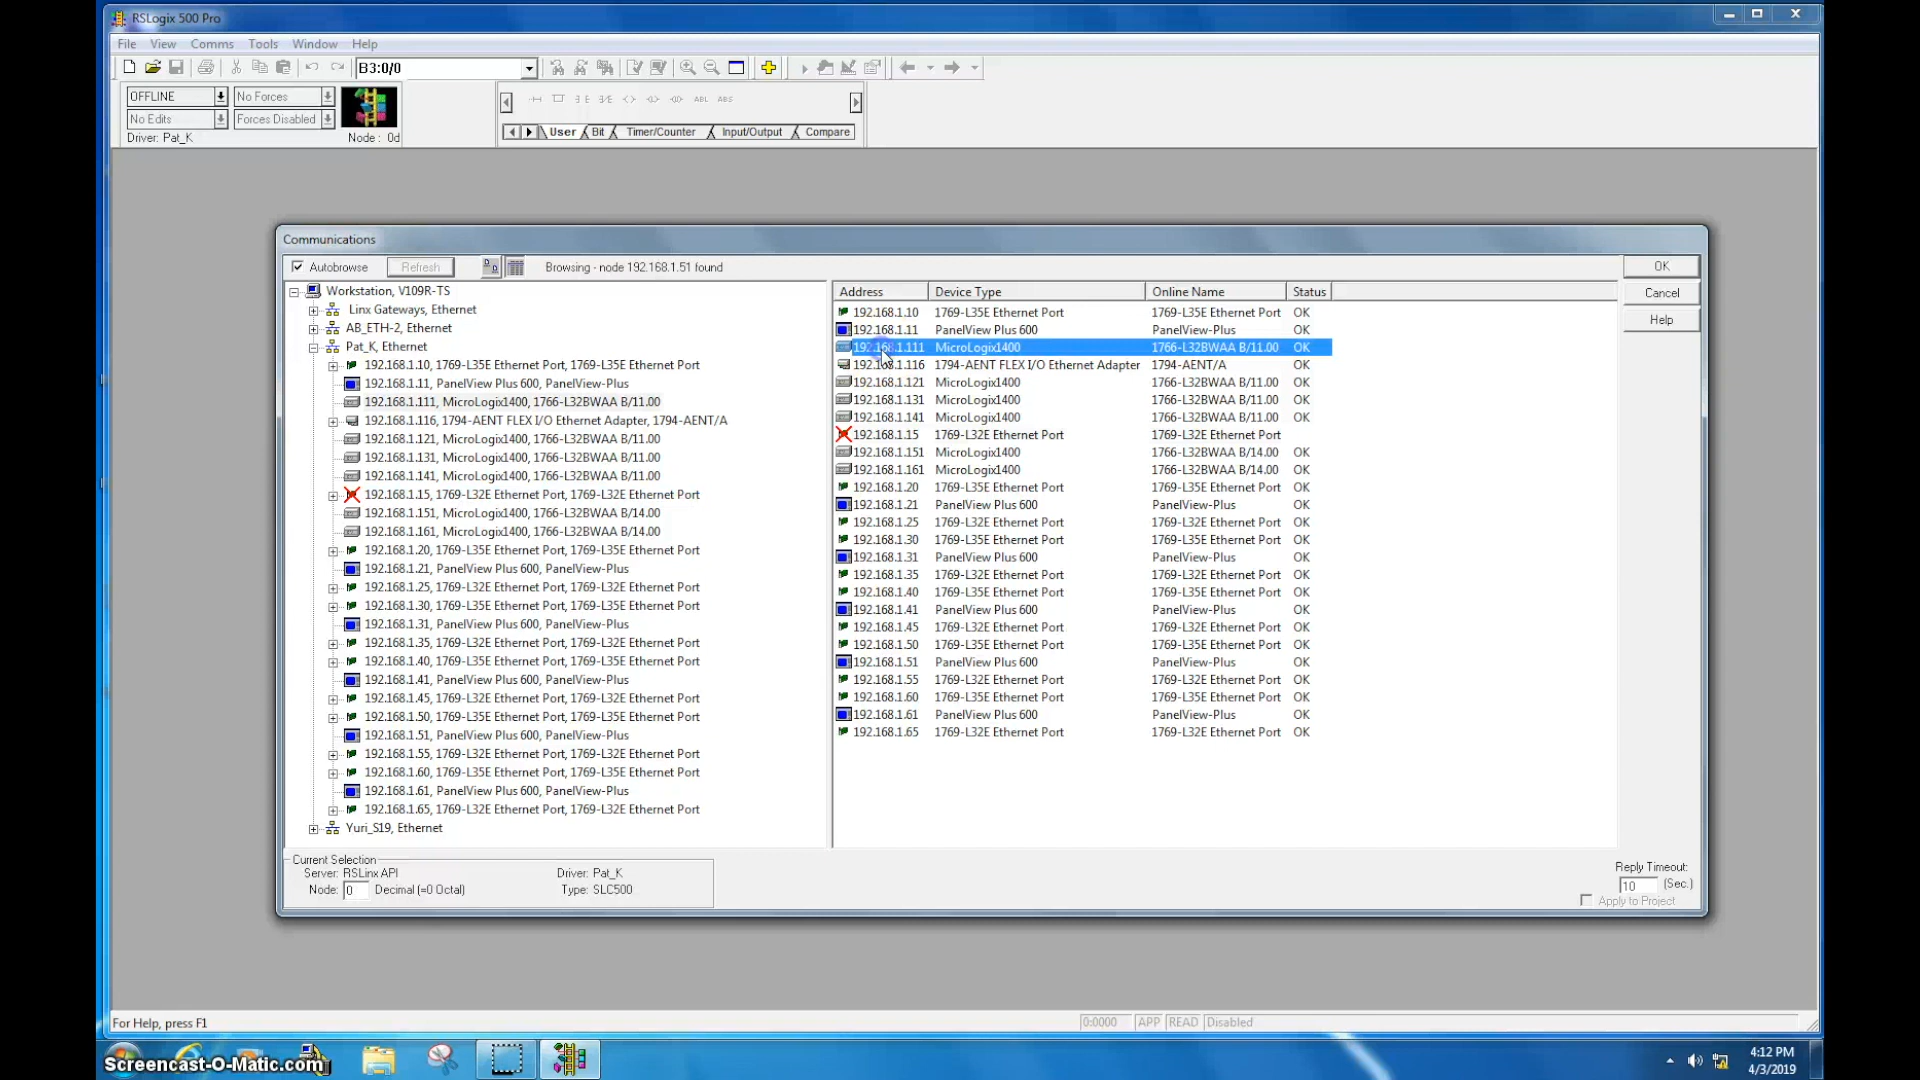 RSLogix 500 Pro
File View Comms Tools Window Help
B3:0/0
OFFLINE No Forces
No Edits Forces Disabled
Driver: Pat_K Node : 0d
ABL ABS
User Bit Timer/Counter Input/Output Compare
Communications
Autobrowse Refresh Browsing - node 192.168.1.51 found
OK
Cancel
Help
Workstation, V109R-TS
Linx Gateways, Ethernet
AB_ETH-2, Ethernet
Pat_K, Ethernet
192.168.1.10, 1769-L35E Ethernet Port, 1769-L35E Ethernet Port
192.168.1.11, PanelView Plus 600, PanelView-Plus
192.168.1.111, MicroLogix1400, 1766-L32BWAA B/11.00
192.168.1.116, 1794-AENT FLEX I/O Ethernet Adapter, 1794-AENT/A
192.168.1.121, MicroLogix1400, 1766-L32BWAA B/11.00
192.168.1.131, MicroLogix1400, 1766-L32BWAA B/11.00
192.168.1.141, MicroLogix1400, 1766-L32BWAA B/11.00
192.168.1.15, 1769-L32E Ethernet Port, 1769-L32E Ethernet Port
192.168.1.151, MicroLogix1400, 1766-L32BWAA B/14.00
192.168.1.161, MicroLogix1400, 1766-L32BWAA B/14.00
192.168.1.20, 1769-L35E Ethernet Port, 1769-L35E Ethernet Port
192.168.1.21, PanelView Plus 600, PanelView-Plus
192.168.1.25, 1769-L32E Ethernet Port, 1769-L32E Ethernet Port
192.168.1.30, 1769-L35E Ethernet Port, 1769-L35E Ethernet Port
192.168.1.31, PanelView Plus 600, PanelView-Plus
192.168.1.35, 1769-L32E Ethernet Port, 1769-L32E Ethernet Port
192.168.1.40, 1769-L35E Ethernet Port, 1769-L35E Ethernet Port
192.168.1.41, PanelView Plus 600, PanelView-Plus
192.168.1.45, 1769-L32E Ethernet Port, 1769-L32E Ethernet Port
192.168.1.50, 1769-L35E Ethernet Port, 1769-L35E Ethernet Port
192.168.1.51, PanelView Plus 600, PanelView-Plus
192.168.1.55, 1769-L32E Ethernet Port, 1769-L32E Ethernet Port
192.168.1.60, 1769-L35E Ethernet Port, 1769-L35E Ethernet Port
192.168.1.61, PanelView Plus 600, PanelView-Plus
192.168.1.65, 1769-L32E Ethernet Port, 1769-L32E Ethernet Port
Yuri_S19, Ethernet
Address Device Type Online Name Status
192.168.1.10 1769-L35E Ethernet Port 1769-L35E Ethernet Port OK
192.168.1.11 PanelView Plus 600 PanelView-Plus OK
192.168.1.111 MicroLogix1400 1766-L32BWAA B/11.00 OK
192.168.1.116 1794-AENT FLEX I/O Ethernet Adapter 1794-AENT/A OK
192.168.1.121 MicroLogix1400 1766-L32BWAA B/11.00 OK
192.168.1.131 MicroLogix1400 1766-L32BWAA B/11.00 OK
192.168.1.141 MicroLogix1400 1766-L32BWAA B/11.00 OK
192.168.1.15 1769-L32E Ethernet Port 1769-L32E Ethernet Port
192.168.1.151 MicroLogix1400 1766-L32BWAA B/14.00 OK
192.168.1.161 MicroLogix1400 1766-L32BWAA B/14.00 OK
192.168.1.20 1769-L35E Ethernet Port 1769-L35E Ethernet Port OK
192.168.1.21 PanelView Plus 600 PanelView-Plus OK
192.168.1.25 1769-L32E Ethernet Port 1769-L32E Ethernet Port OK
192.168.1.30 1769-L35E Ethernet Port 1769-L35E Ethernet Port OK
192.168.1.31 PanelView Plus 600 PanelView-Plus OK
192.168.1.35 1769-L32E Ethernet Port 1769-L32E Ethernet Port OK
192.168.1.40 1769-L35E Ethernet Port 1769-L35E Ethernet Port OK
192.168.1.41 PanelView Plus 600 PanelView-Plus OK
192.168.1.45 1769-L32E Ethernet Port 1769-L32E Ethernet Port OK
192.168.1.50 1769-L35E Ethernet Port 1769-L35E Ethernet Port OK
192.168.1.51 PanelView Plus 600 PanelView-Plus OK
192.168.1.55 1769-L32E Ethernet Port 1769-L32E Ethernet Port OK
192.168.1.60 1769-L35E Ethernet Port 1769-L35E Ethernet Port OK
192.168.1.61 PanelView Plus 600 PanelView-Plus OK
192.168.1.65 1769-L32E Ethernet Port 1769-L32E Ethernet Port OK
Current Selection
Server: RSLinx API Driver: Pat_K
Node: 0 Decimal (=0 Octal) Type: SLC500
Reply Timeout:
10 (Sec.)
Apply to Project
For Help, press F1 0:0000 APP READ Disabled
Screencast-O-Matic.com
4:12 PM
4/3/2019